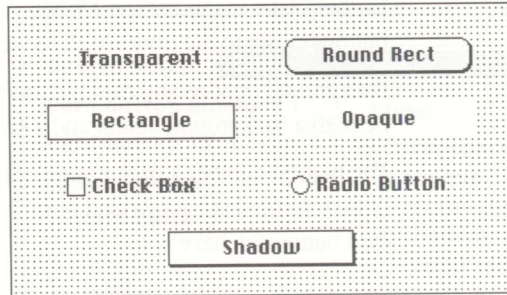 Transparent
Round Rect
Rectangle
Opaque
Check Box
Radio Button
Shadow